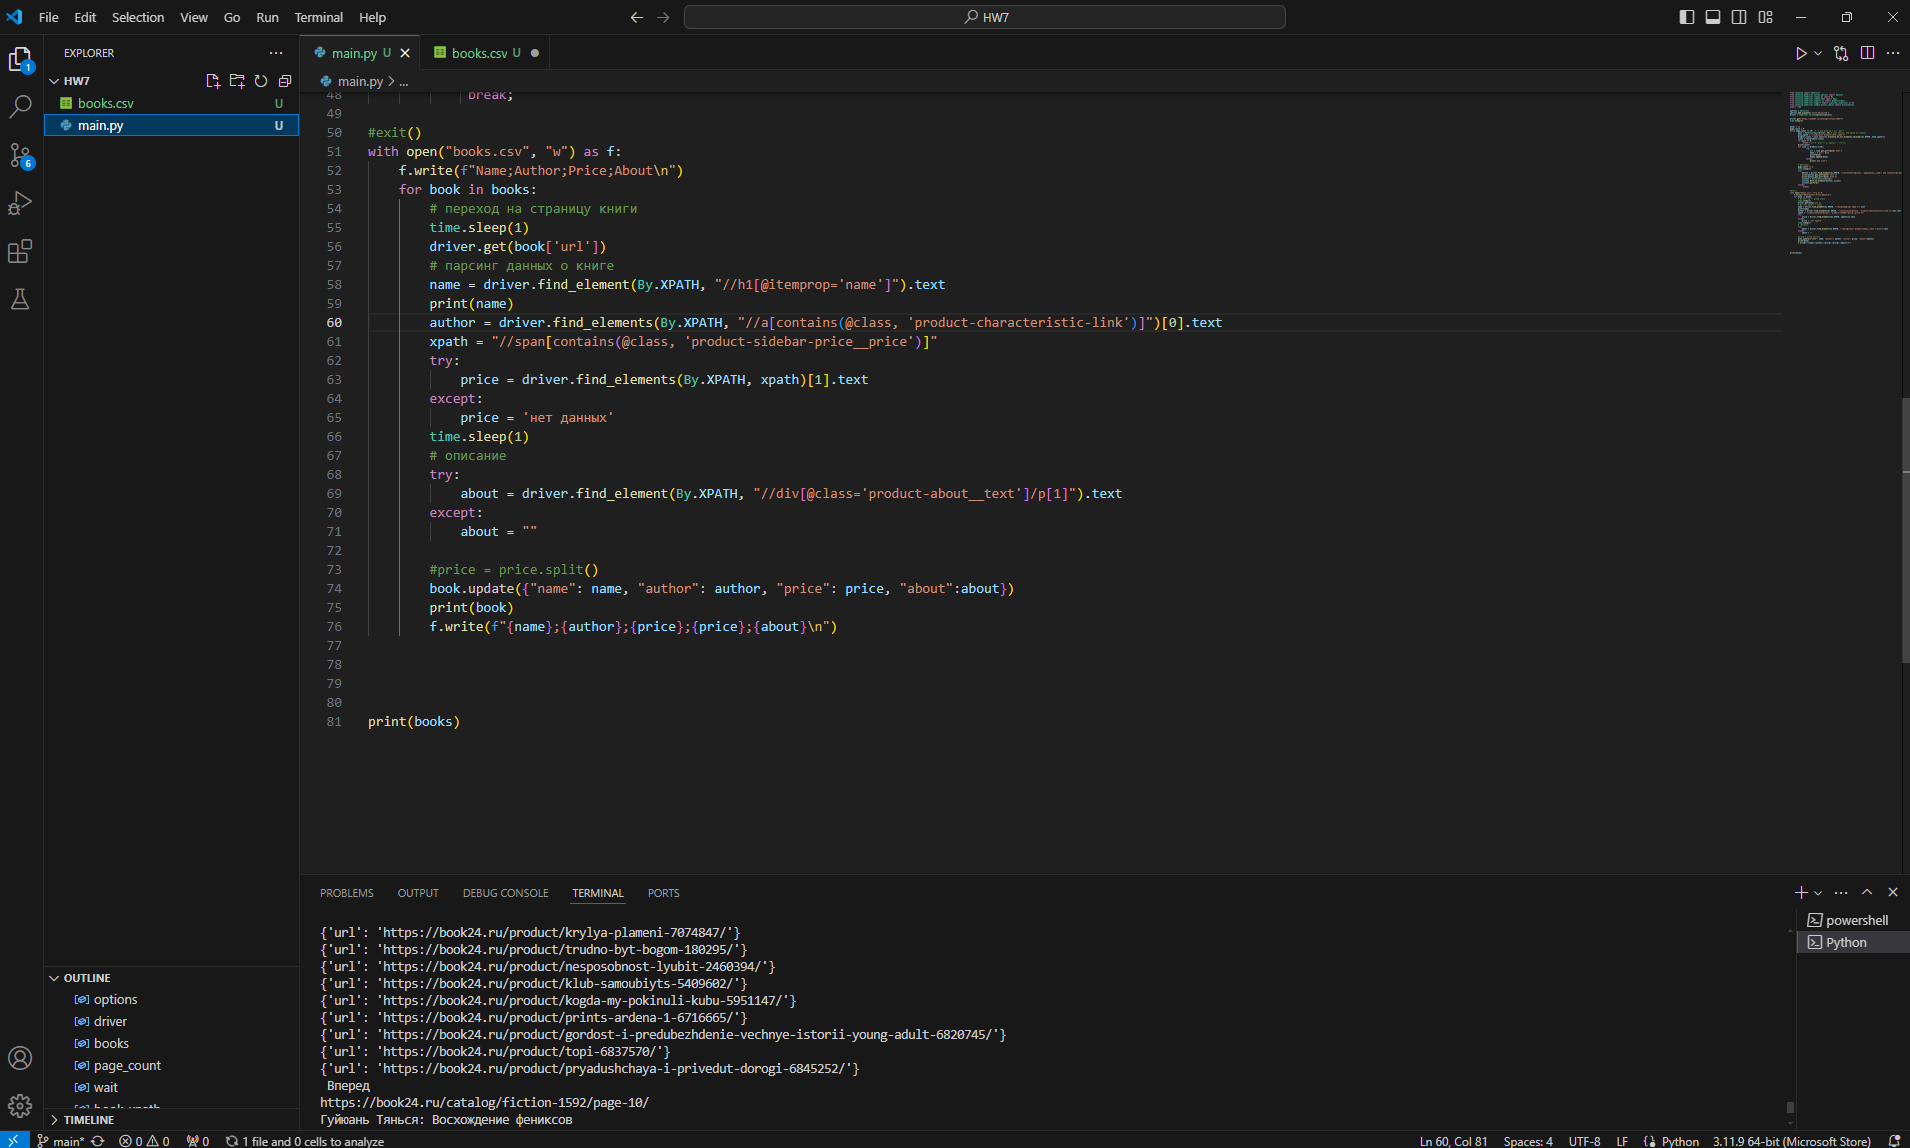 File Edit Selection View Go Run Terminal Help
HW7
EXPLORER
HW7
books.csv U
main.py U
main.py U
books.csv U
main.py > ...
48 break;
49
50 #exit()
51 with open("books.csv", "w") as f:
52 f.write(f"Name;Author;Price;About\n")
53 for book in books:
54 # переход на страницу книги
55 time.sleep(1)
56 driver.get(book['url'])
57 # парсинг данных о книге
58 name = driver.find_element(By.XPATH, "//h1[@itemprop='name']").text
59 print(name)
60 author = driver.find_elements(By.XPATH, "//a[contains(@class, 'product-characteristic-link')]")[0].text
61 xpath = "//span[contains(@class, 'product-sidebar-price__price')]"
62 try:
63 price = driver.find_elements(By.XPATH, xpath)[1].text
64 except:
65 price = 'нет данных'
66 time.sleep(1)
67 # описание
68 try:
69 about = driver.find_element(By.XPATH, "//div[@class='product-about__text']/p[1]").text
70 except:
71 about = ""
72
73 #price = price.split()
74 book.update({"name": name, "author": author, "price": price, "about":about})
75 print(book)
76 f.write(f"{name};{author};{price};{price};{about}\n")
77
78
79
80
81 print(books)
PROBLEMS OUTPUT DEBUG CONSOLE TERMINAL PORTS
powershell
Python
{'url': 'https://book24.ru/product/krylya-plameni-7074847/'}
{'url': 'https://book24.ru/product/trudno-byt-bogom-180295/'}
{'url': 'https://book24.ru/product/nesposobnost-lyubit-2460394/'}
{'url': 'https://book24.ru/product/klub-samoubiyts-5409602/'}
{'url': 'https://book24.ru/product/kogda-my-pokinuli-kubu-5951147/'}
{'url': 'https://book24.ru/product/prints-ardena-1-6716665/'}
{'url': 'https://book24.ru/product/gordost-i-predubezhdenie-vechnye-istorii-young-adult-6820745/'}
{'url': 'https://book24.ru/product/topi-6837570/'}
{'url': 'https://book24.ru/product/pryadushchaya-i-privedut-dorogi-6845252/'}
Вперед
https://book24.ru/catalog/fiction-1592/page-10/
Гуйюань Тянься: Восхождение фениксов
OUTLINE
options
driver
books
page_count
wait
TIMELINE
1
6
main* 0 0 0 1 file and 0 cells to analyze
Ln 60, Col 81 Spaces: 4 UTF-8 LF Python 3.11.9 64-bit (Microsoft Store)